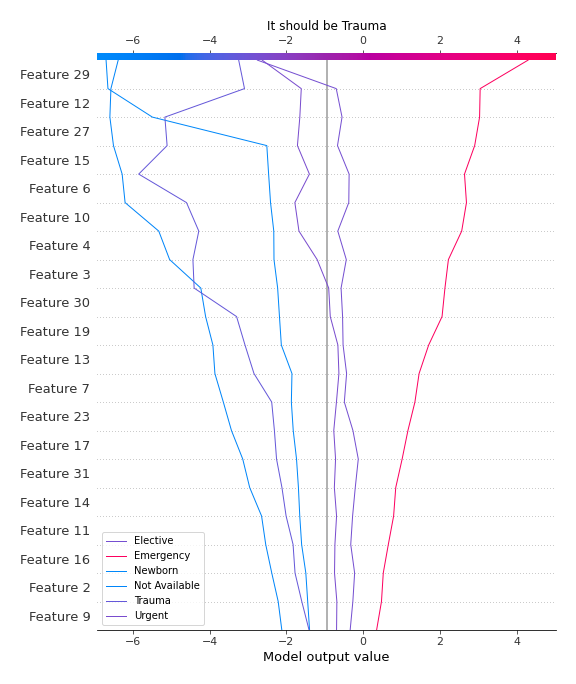 It should be Trauma
−6 −4 −2 0 2 4
Feature 29
Feature 12
Feature 27
Feature 15
Feature 6
Feature 10
Feature 4
Feature 3
Feature 30
Feature 19
Feature 13
Feature 7
Feature 23
Feature 17
Feature 31
Feature 14
Feature 11
Feature 16
Feature 2
Feature 9
Elective
Emergency
Newborn
Not Available
Trauma
Urgent
−6 −4 −2 0 2 4
Model output value